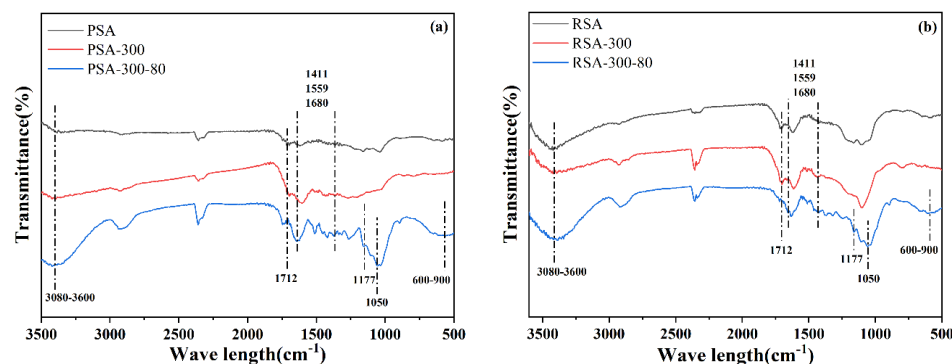 (a)
PSA
PSA-300
PSA-300-80
1411
1559
1680
3080-3600
1712
1177
1050
600-900
3500 3000 2500 2000 1500 1000 500
Wave length(cm⁻¹)
Transmittance(%)
(b)
RSA
RSA-300
RSA-300-80
1411
1559
1680
3080-3600
1712
1177
1050
600-900
3500 3000 2500 2000 1500 1000 500
Wave length(cm⁻¹)
Transmittance(%)